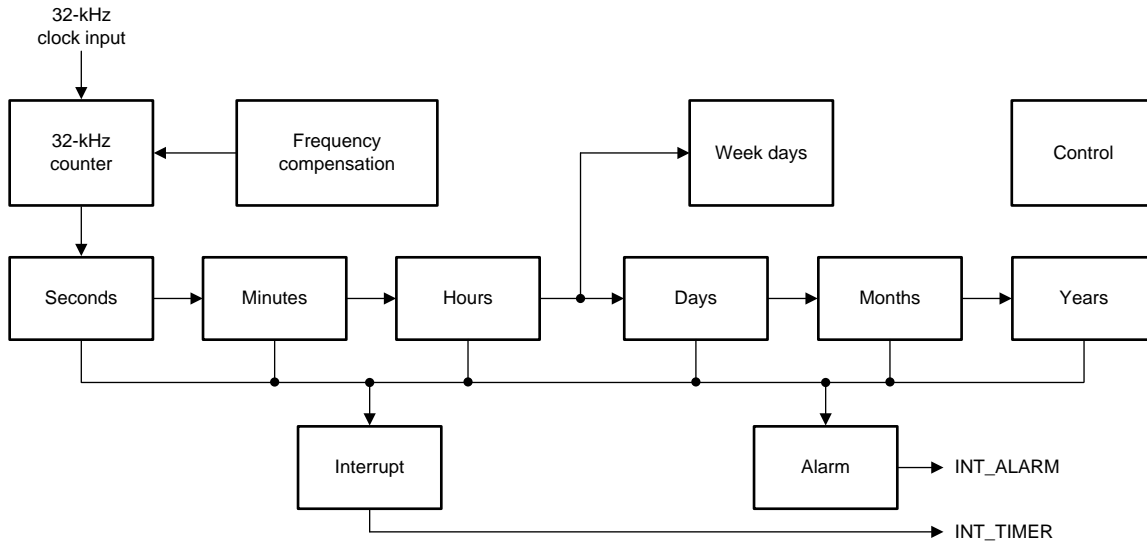 32-kHz
clock input
32-kHz
counter
Frequency
compensation
Week days
Control
Seconds
Minutes
Hours
Days
Months
Years
Interrupt
Alarm
INT_ALARM
INT_TIMER